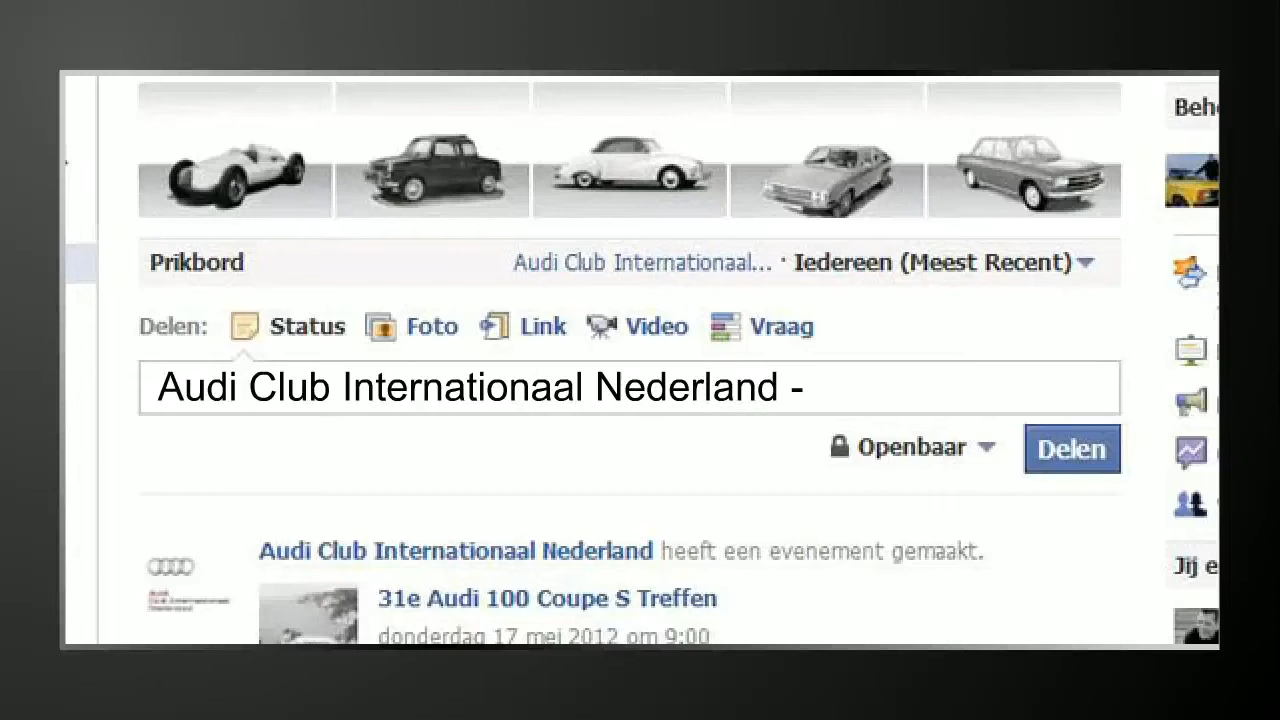 Beh
Prikbord
Audi Club Internationaal... · Iedereen (Meest Recent)
Delen: Status Foto Link Video Vraag
Audi Club Internationaal Nederland -
Openbaar
Delen
Audi Club Internationaal Nederland heeft een evenement gemaakt.
31e Audi 100 Coupe S Treffen
donderdag 17 mei 2012 om 9:00
Jij e